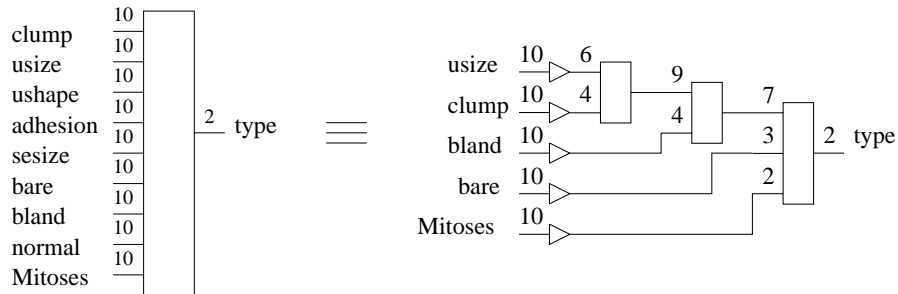 10
clump
10
usize
10
ushape
10
adhesion
10
sesize
10
bare
10
bland
10
normal
10
Mitoses
2 type
usize 10 6
clump 10 4
9
bland 10 4
7
bare 10 3
Mitoses 10 2
2 type